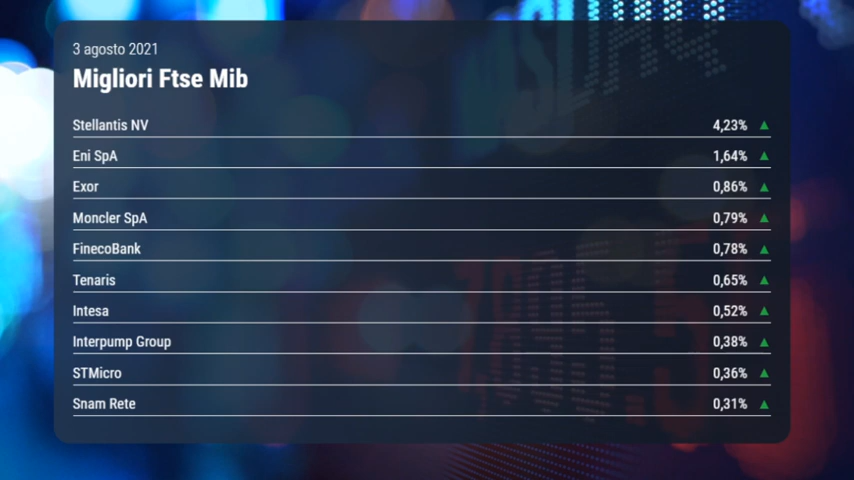 3 agosto 2021
Migliori Ftse Mib
Stellantis NV 4,23% ▲
Eni SpA 1,64% ▲
Exor 0,86% ▲
Moncler SpA 0,79% ▲
FinecoBank 0,78% ▲
Tenaris 0,65% ▲
Intesa 0,52% ▲
Interpump Group 0,38% ▲
STMicro 0,36% ▲
Snam Rete 0,31% ▲